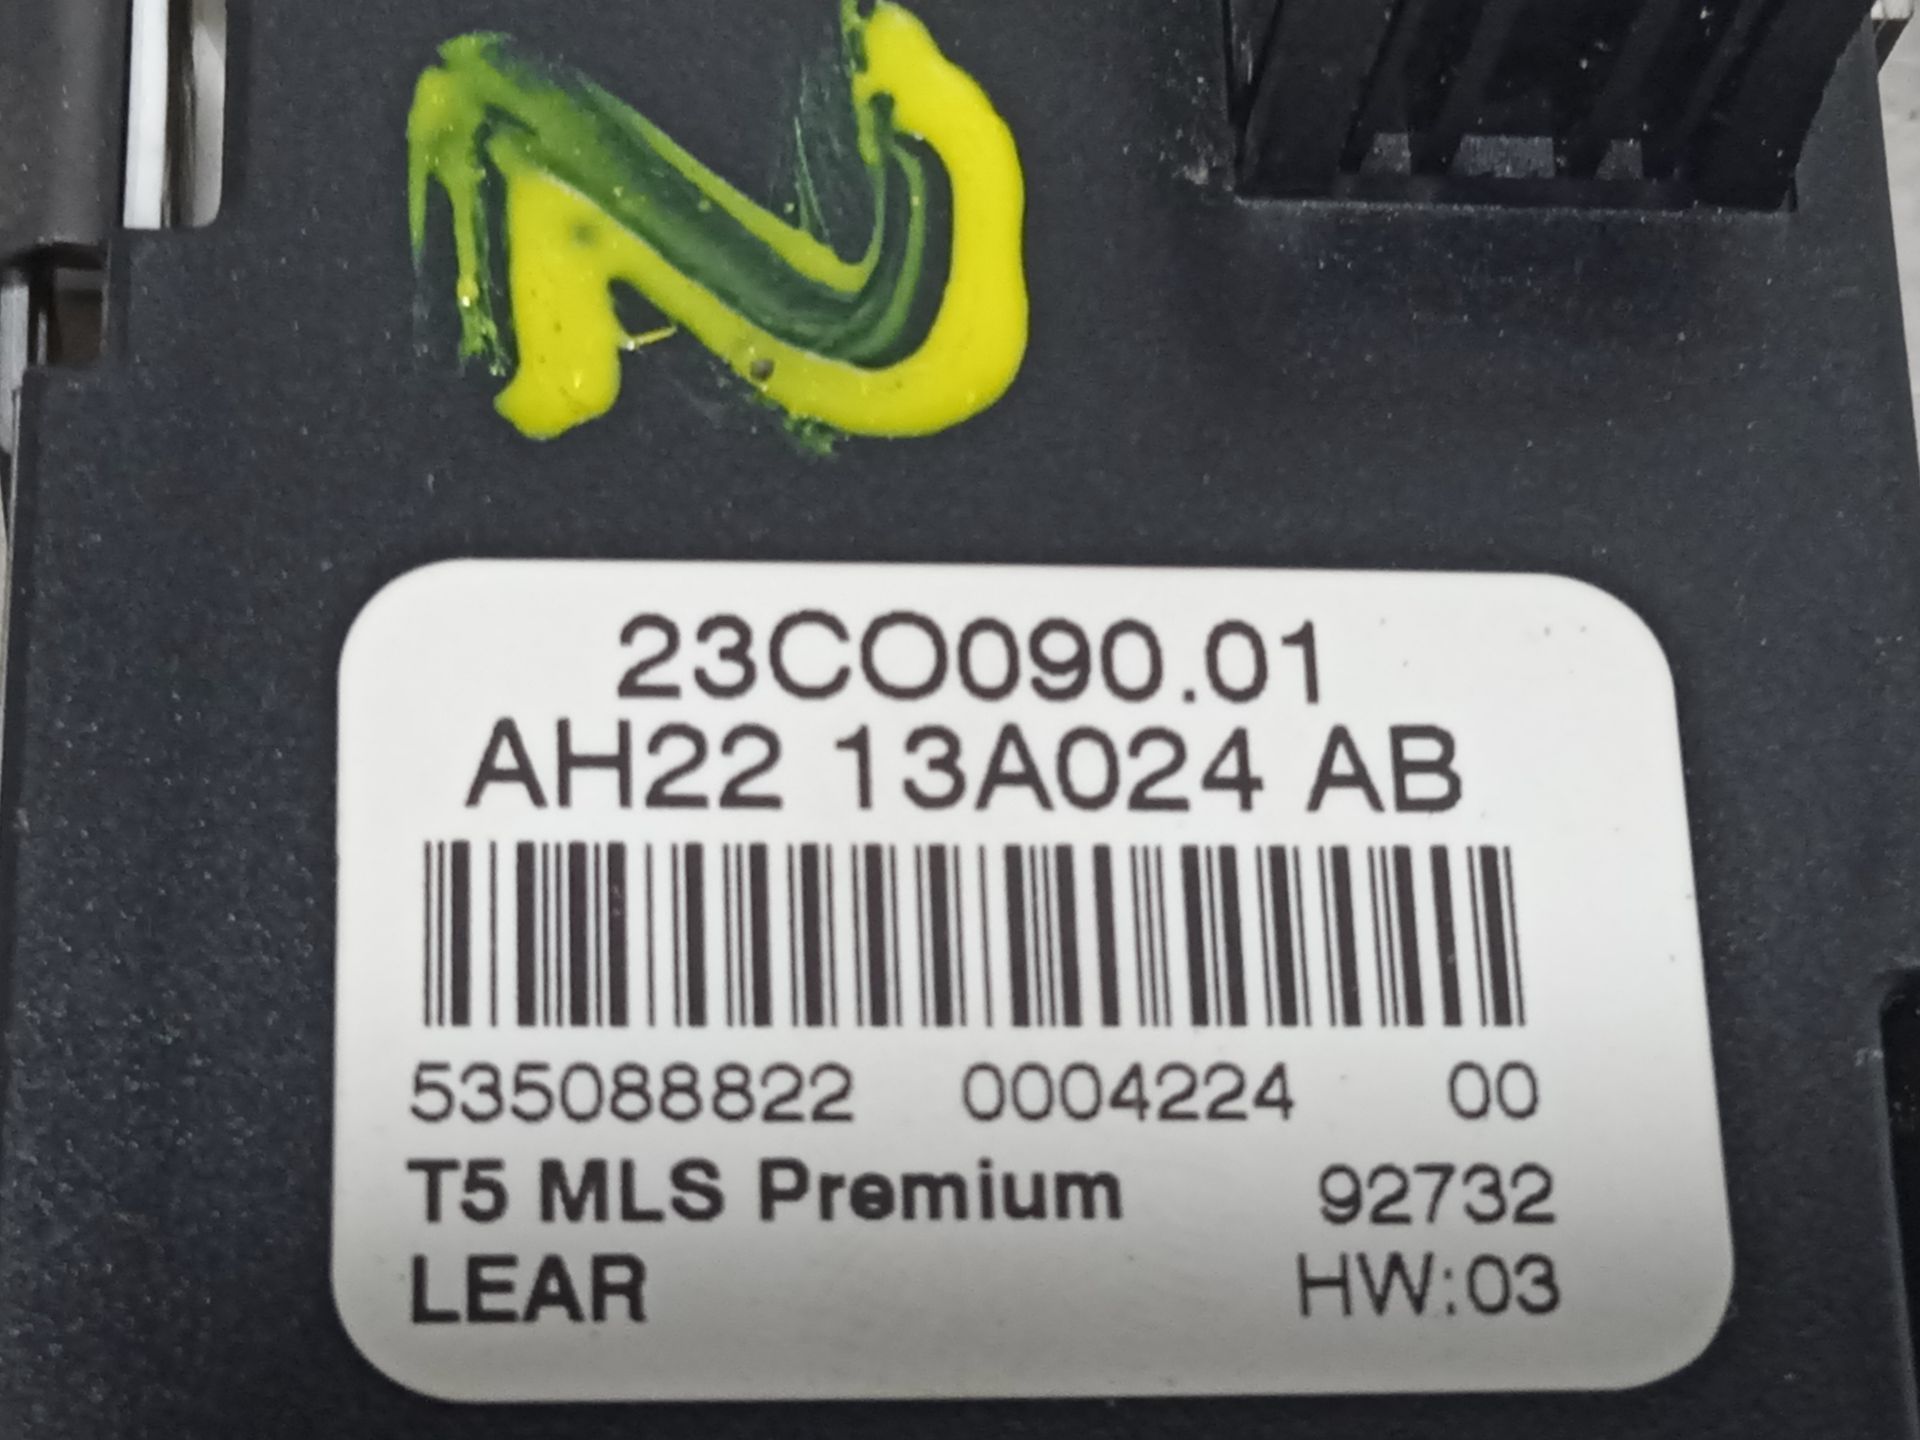 23CO090.01
AH22 13A024 AB
535088822 0004224 00
T5 MLS Premium 92732
LEAR HW:03